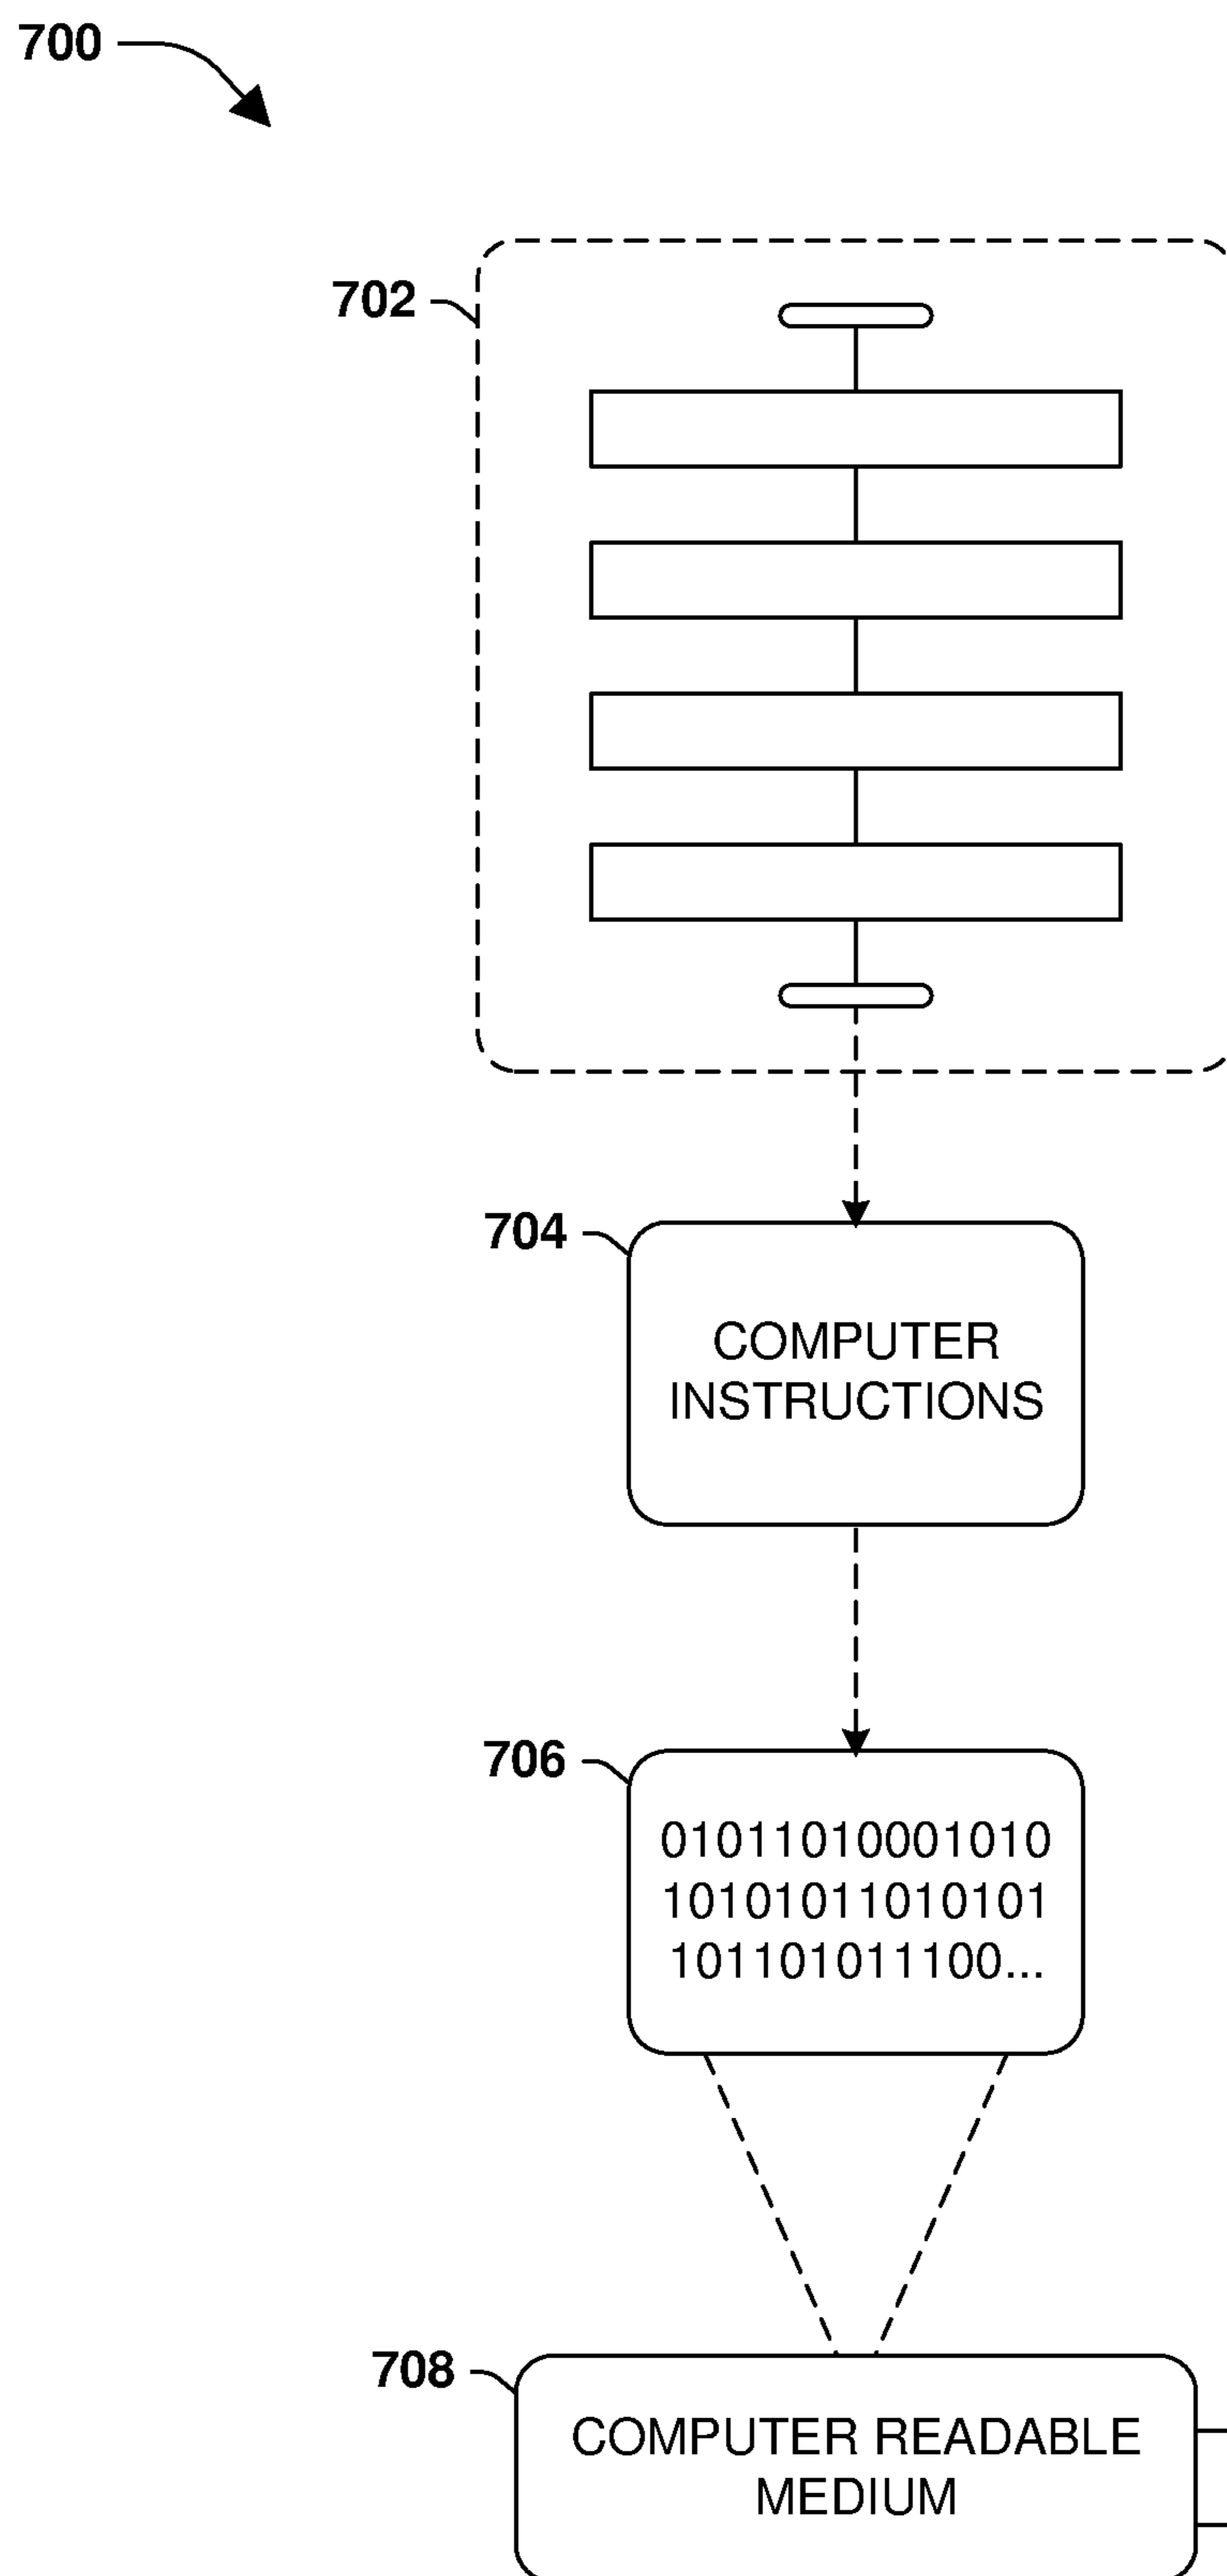 700
702
704
COMPUTER
INSTRUCTIONS
706
01011010001010
10101011010101
101101011100...
708
COMPUTER READABLE
MEDIUM